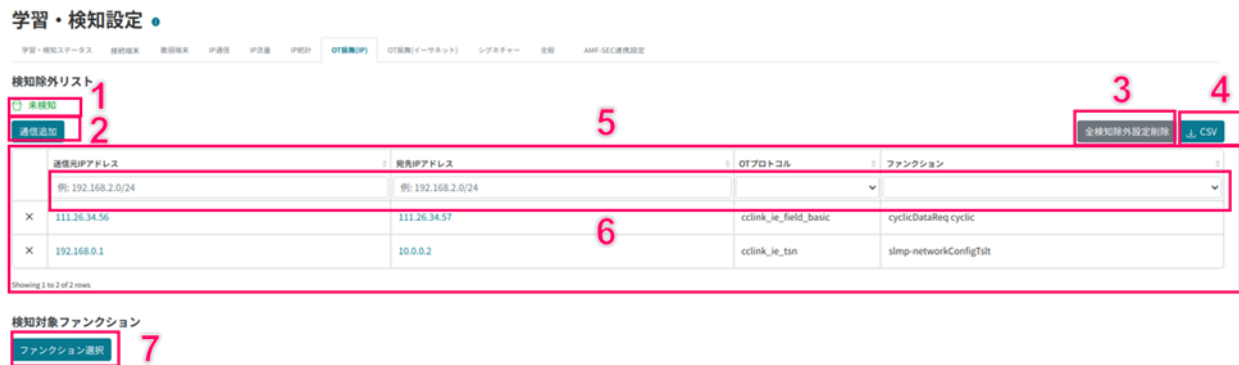 学習・検知設定
学習・検知ステータス 接続端末 脆弱端末 IP通信 IP流量 IP統計 OT振舞(IP) OT振舞(イーサネット) シグネチャー 全般 AMF-SEC連携設定
検知除外リスト
未検知 1
通信追加 2 5 3 全検知除外設定削除 4 CSV
送信元IPアドレス 宛先IPアドレス OTプロトコル ファンクション
例: 192.168.2.0/24 例: 192.168.2.0/24
× 111.26.34.56 111.26.34.57 cclink_ie_field_basic cyclicDataReq cyclic
6
× 192.168.0.1 10.0.0.2 cclink_ie_tsn slmp-networkConfigTslt
Showing 1 to 2 of 2 rows
検知対象ファンクション
ファンクション選択 7